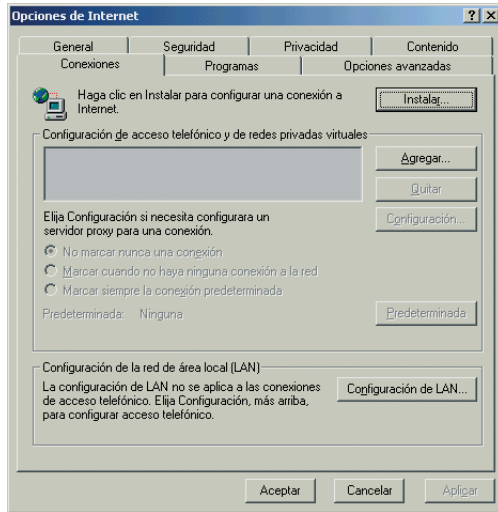 Opciones de Internet
General Seguridad Privacidad Contenido
Conexiones Programas Opciones avanzadas
Haga clic en Instalar para configurar una conexión a
Internet.
Instalar...
Configuración de acceso telefónico y de redes privadas virtuales
Agregar...
Quitar
Elija Configuración si necesita configurara un
servidor proxy para una conexión.
Configuración...
No marcar nunca una conexión
Marcar cuando no haya ninguna conexión a la red
Marcar siempre la conexión predeterminada
Predeterminada: Ninguna
Predeterminada
Configuración de la red de área local (LAN)
La configuración de LAN no se aplica a las conexiones
de acceso telefónico. Elija Configuración, más arriba,
para configurar acceso telefónico.
Configuración de LAN...
Aceptar Cancelar Aplicar